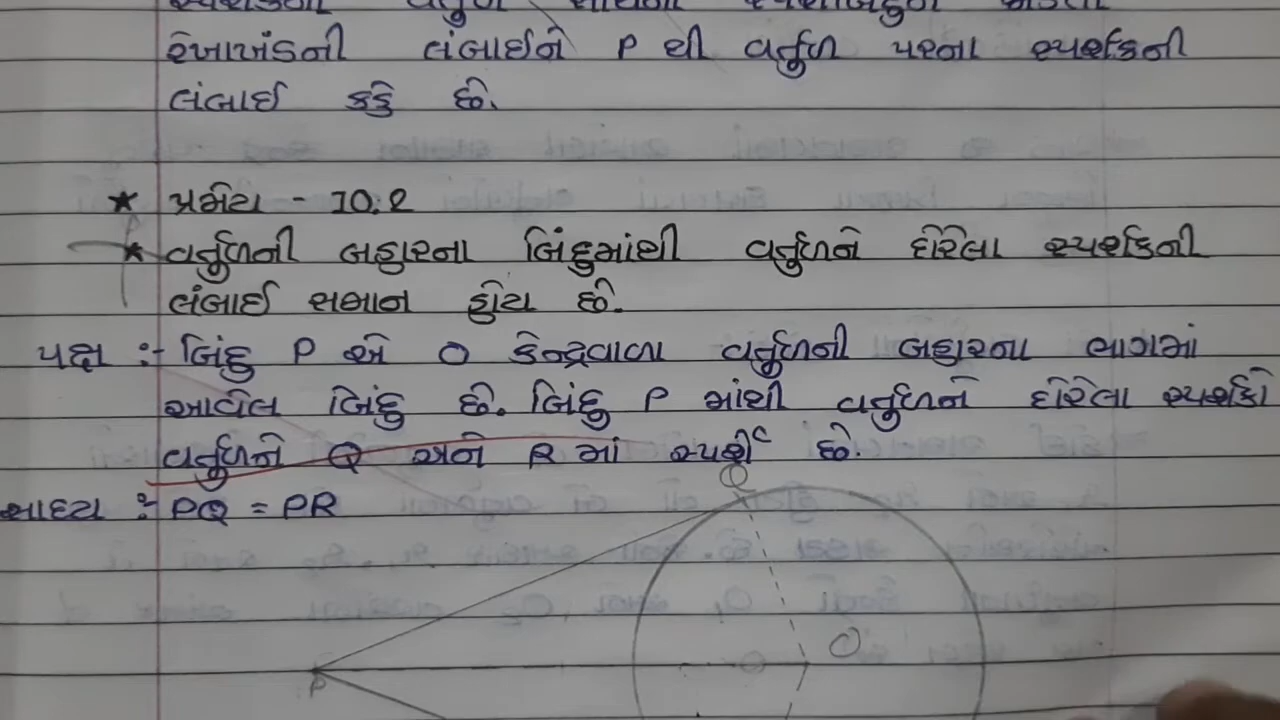 રેખાખંડની લંબાઈને P થી વર્તુળ પરના સ્પર્શકની
લંબાઈ કહે છે.
★ પ્રમેય - 10.2
★ વર્તુળની બહારના બિંદુમાંથી વર્તુળને દોરેલા સ્પર્શકની
લંબાઈ સમાન હોય છે.
પક્ષ :- બિંદુ P એ O કેન્દ્રવાળા વર્તુળની બહારના ભાગમાં
આવેલ બિંદુ છે. બિંદુ P માંથી વર્તુળને દોરેલા સ્પર્શકો
વર્તુળને Q અને R માં સ્પર્શે છે.
સાધ્ય :- PQ = PR
Q
O
P